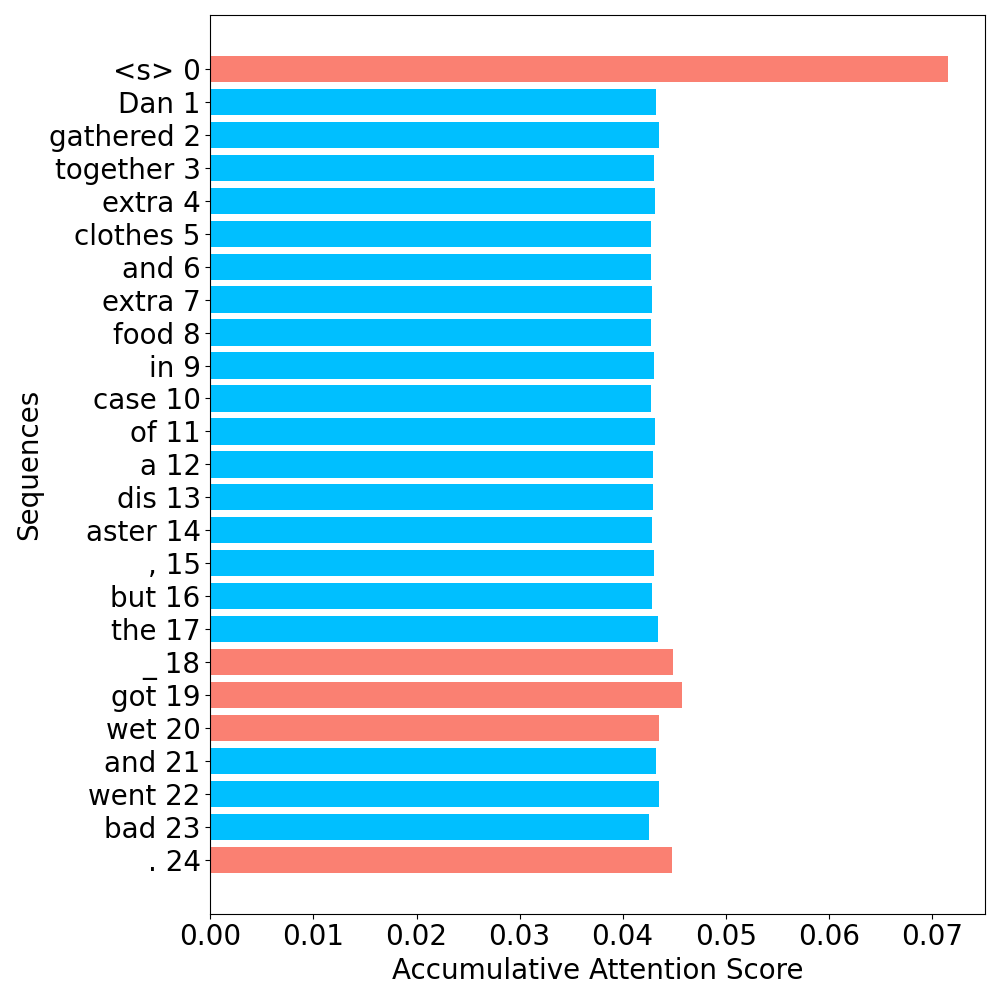 <s> 0
Dan 1
gathered 2
together 3
extra 4
clothes 5
and 6
extra 7
food 8
in 9
case 10
of 11
a 12
dis 13
aster 14
, 15
but 16
the 17
_ 18
got 19
wet 20
and 21
went 22
bad 23
. 24
Sequences
0.00 0.01 0.02 0.03 0.04 0.05 0.06 0.07
Accumulative Attention Score